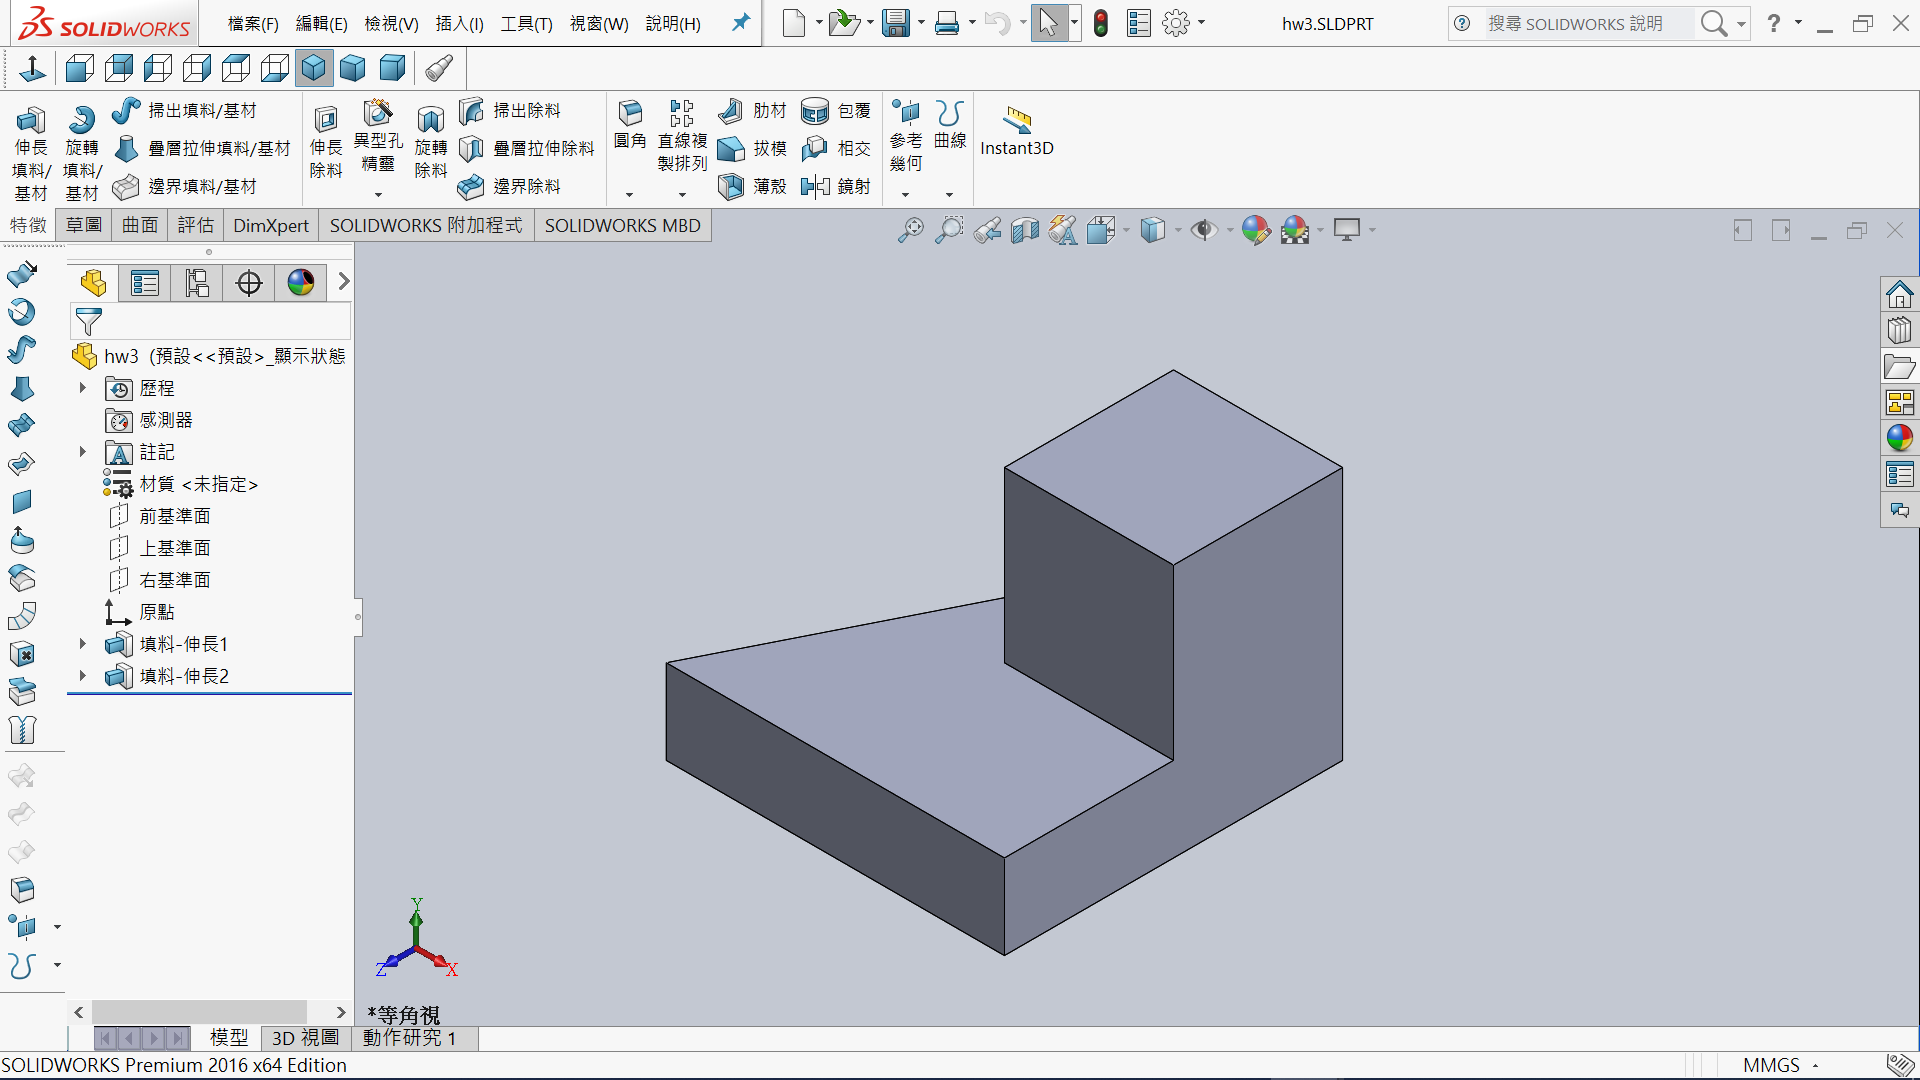 SOLIDWORKS
檔案(F) 編輯(E) 檢視(V) 插入(I) 工具(T) 視窗(W) 說明(H)
hw3.SLDPRT
搜尋 SOLIDWORKS 說明
伸長填料/基材
旋轉填料/基材
掃出填料/基材
疊層拉伸填料/基材
邊界填料/基材
伸長除料
異型孔精靈
旋轉除料
掃出除料
疊層拉伸除料
邊界除料
圓角
直線複製排列
肋材
拔模
薄殼
包覆
相交
鏡射
參考幾何
曲線
Instant3D
特徵 草圖 曲面 評估 DimXpert SOLIDWORKS 附加程式 SOLIDWORKS MBD
hw3 (預設<<預設>_顯示狀態
歷程
感測器
註記
材質 <未指定>
前基準面
上基準面
右基準面
原點
填料-伸長1
填料-伸長2
Y
Z
X
*等角視
模型 3D 視圖 動作研究 1
SOLIDWORKS Premium 2016 x64 Edition
MMGS